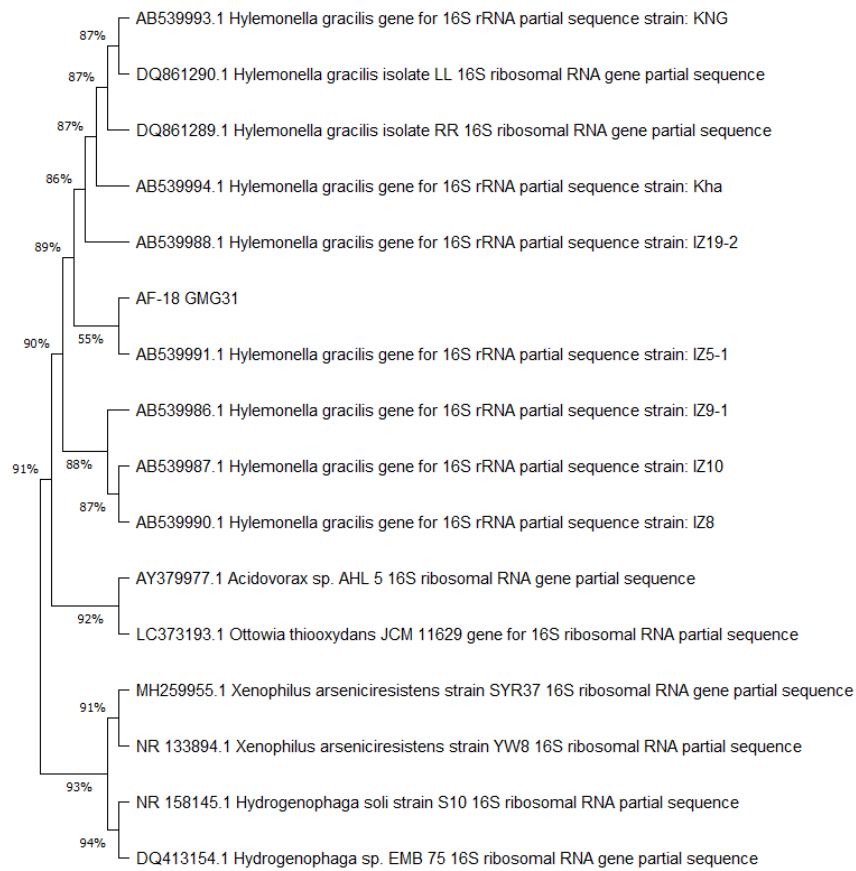 AB539993.1 Hylemonella gracilis gene for 16S rRNA partial sequence strain: KNG
87%
DQ861290.1 Hylemonella gracilis isolate LL 16S ribosomal RNA gene partial sequence
87%
DQ861289.1 Hylemonella gracilis isolate RR 16S ribosomal RNA gene partial sequence
87%
AB539994.1 Hylemonella gracilis gene for 16S rRNA partial sequence strain: Kha
86%
AB539988.1 Hylemonella gracilis gene for 16S rRNA partial sequence strain: IZ19-2
89%
AF-18 GMG31
55%
AB539991.1 Hylemonella gracilis gene for 16S rRNA partial sequence strain: IZ5-1
90%
AB539986.1 Hylemonella gracilis gene for 16S rRNA partial sequence strain: IZ9-1
88%
AB539987.1 Hylemonella gracilis gene for 16S rRNA partial sequence strain: IZ10
91%
87%
AB539990.1 Hylemonella gracilis gene for 16S rRNA partial sequence strain: IZ8
AY379977.1 Acidovorax sp. AHL 5 16S ribosomal RNA gene partial sequence
92%
LC373193.1 Ottowia thiooxydans JCM 11629 gene for 16S ribosomal RNA partial sequence
MH259955.1 Xenophilus arseniciresistens strain SYR37 16S ribosomal RNA gene partial sequence
91%
NR 133894.1 Xenophilus arseniciresistens strain YW8 16S ribosomal RNA partial sequence
93%
NR 158145.1 Hydrogenophaga soli strain S10 16S ribosomal RNA partial sequence
94%
DQ413154.1 Hydrogenophaga sp. EMB 75 16S ribosomal RNA gene partial sequence